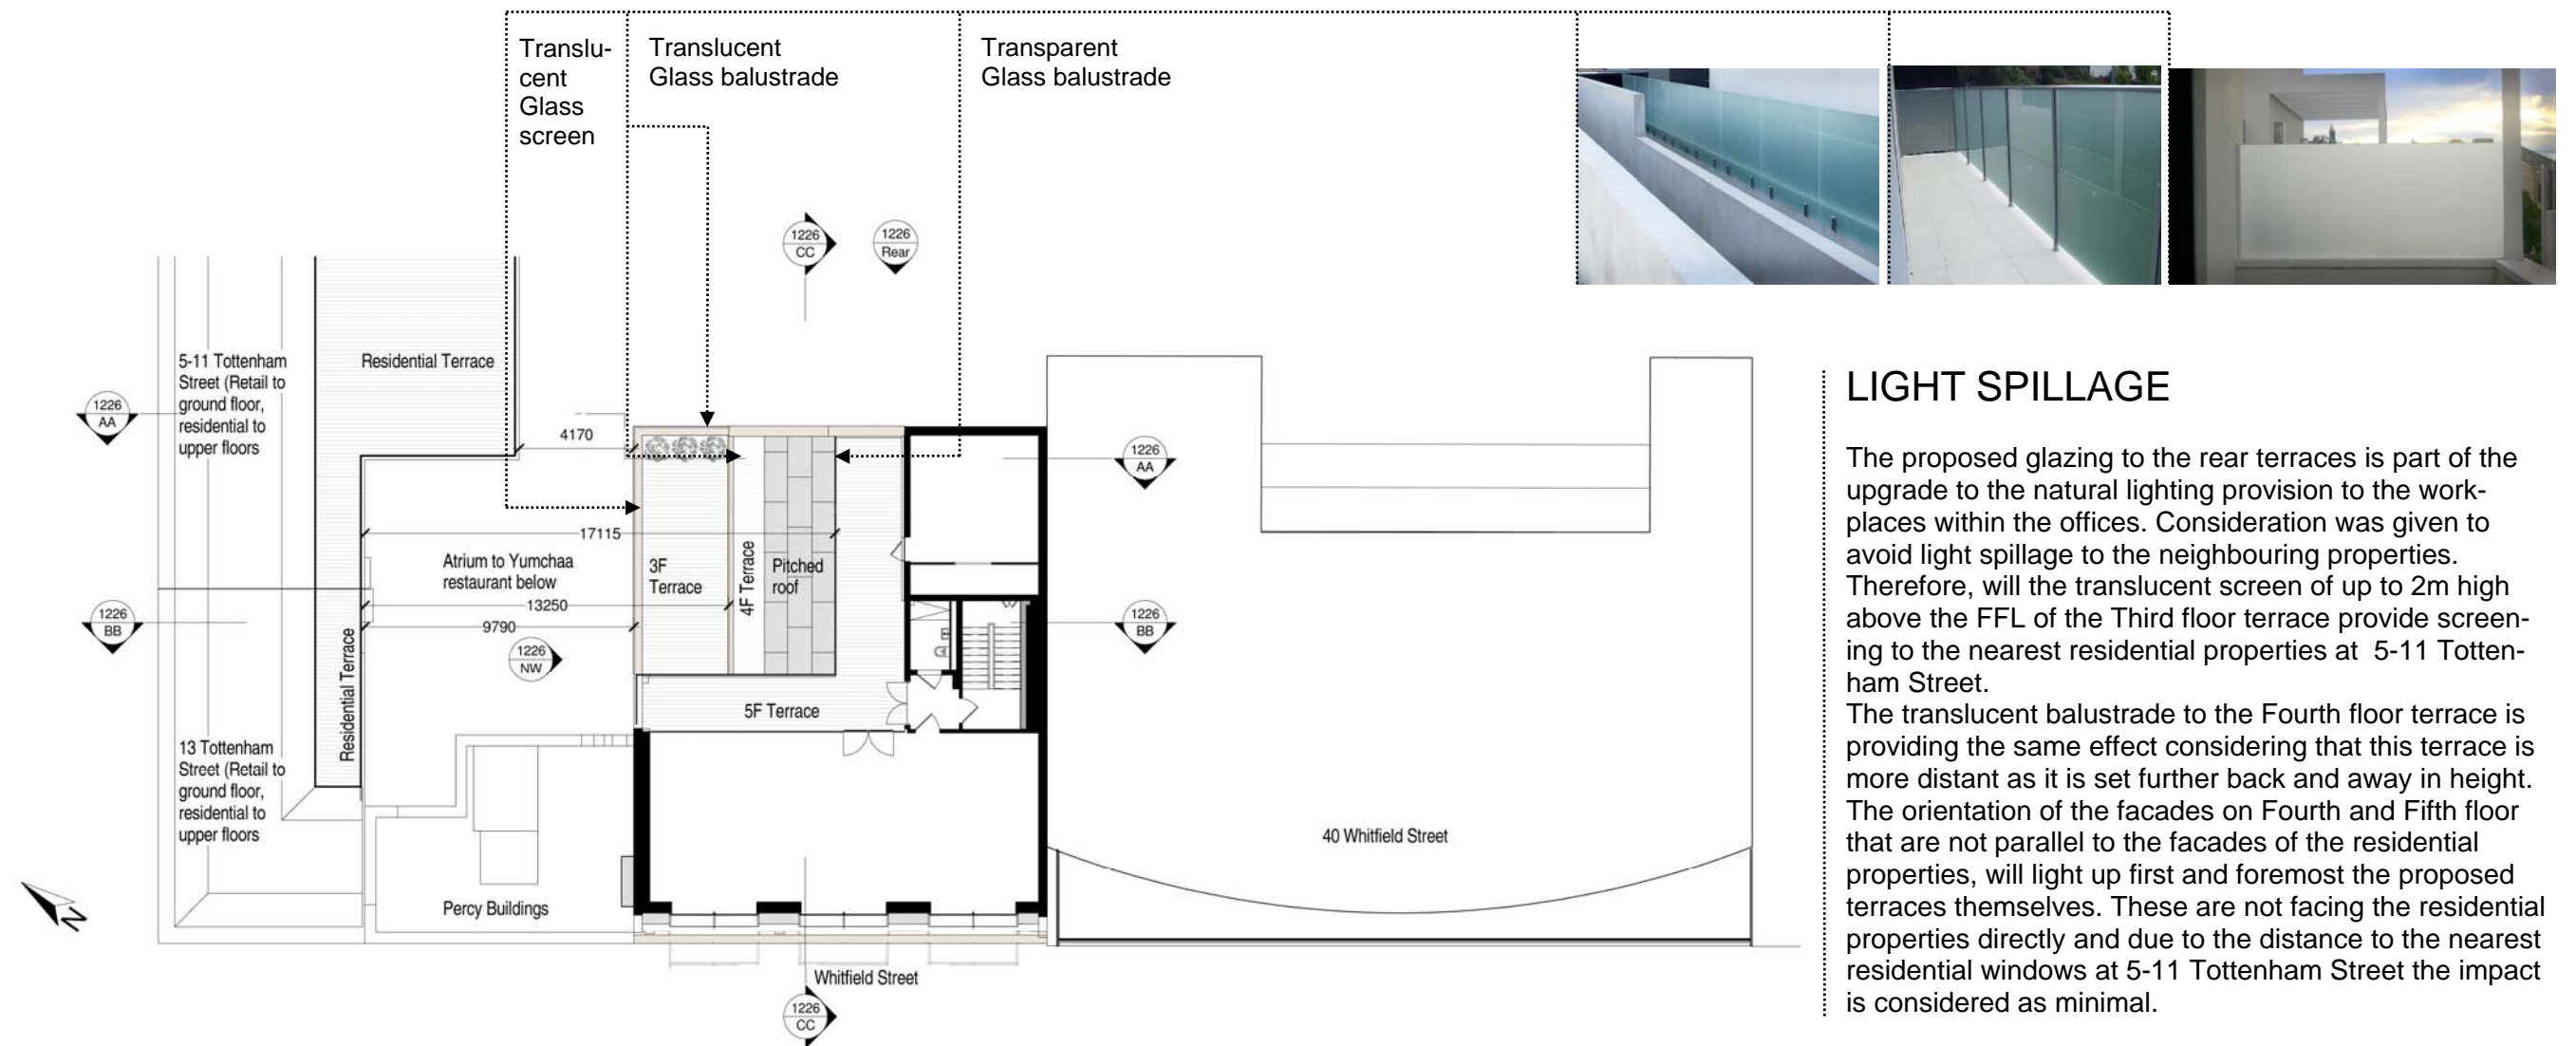 Translu-
cent
Glass
screen
Translucent
Glass balustrade
Transparent
Glass balustrade
1226
CC
1226
Rear
5-11 Tottenham
Street (Retail to
ground floor,
residential to
upper floors
Residential Terrace
1226
AA
4170
1226
AA
17115
Atrium to Yumchaa
restaurant below
3F
Terrace
4F Terrace
Pitched
roof
13250
9790
1226
BB
1226
BB
1226
NW
Residential Terrace
5F Terrace
13 Tottenham
Street (Retail to
ground floor,
residential to
upper floors
Percy Buildings
40 Whitfield Street
N
Whitfield Street
1226
CC
LIGHT SPILLAGE
The proposed glazing to the rear terraces is part of the
upgrade to the natural lighting provision to the work-
places within the offices. Consideration was given to
avoid light spillage to the neighbouring properties.
Therefore, will the translucent screen of up to 2m high
above the FFL of the Third floor terrace provide screen-
ing to the nearest residential properties at  5-11 Totten-
ham Street.
The translucent balustrade to the Fourth floor terrace is
providing the same effect considering that this terrace is
more distant as it is set further back and away in height.
The orientation of the facades on Fourth and Fifth floor
that are not parallel to the facades of the residential
properties, will light up first and foremost the proposed
terraces themselves. These are not facing the residential
properties directly and due to the distance to the nearest
residential windows at 5-11 Tottenham Street the impact
is considered as minimal.